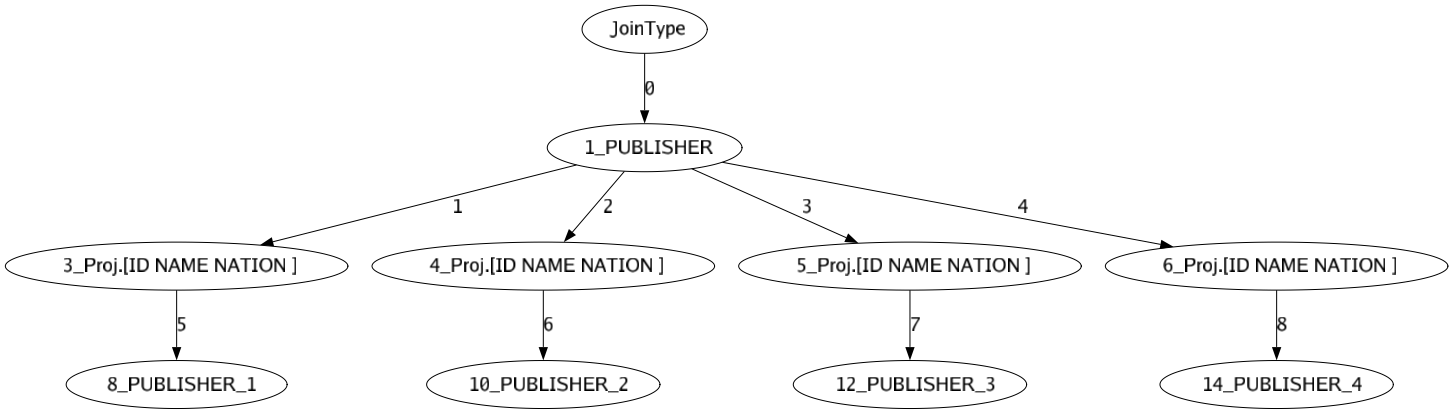 JoinType
0
1_PUBLISHER
1
2
3
4
3_Proj.[ID NAME NATION ]
4_Proj.[ID NAME NATION ]
5_Proj.[ID NAME NATION ]
6_Proj.[ID NAME NATION ]
5
6
7
8
8_PUBLISHER_1
10_PUBLISHER_2
12_PUBLISHER_3
14_PUBLISHER_4